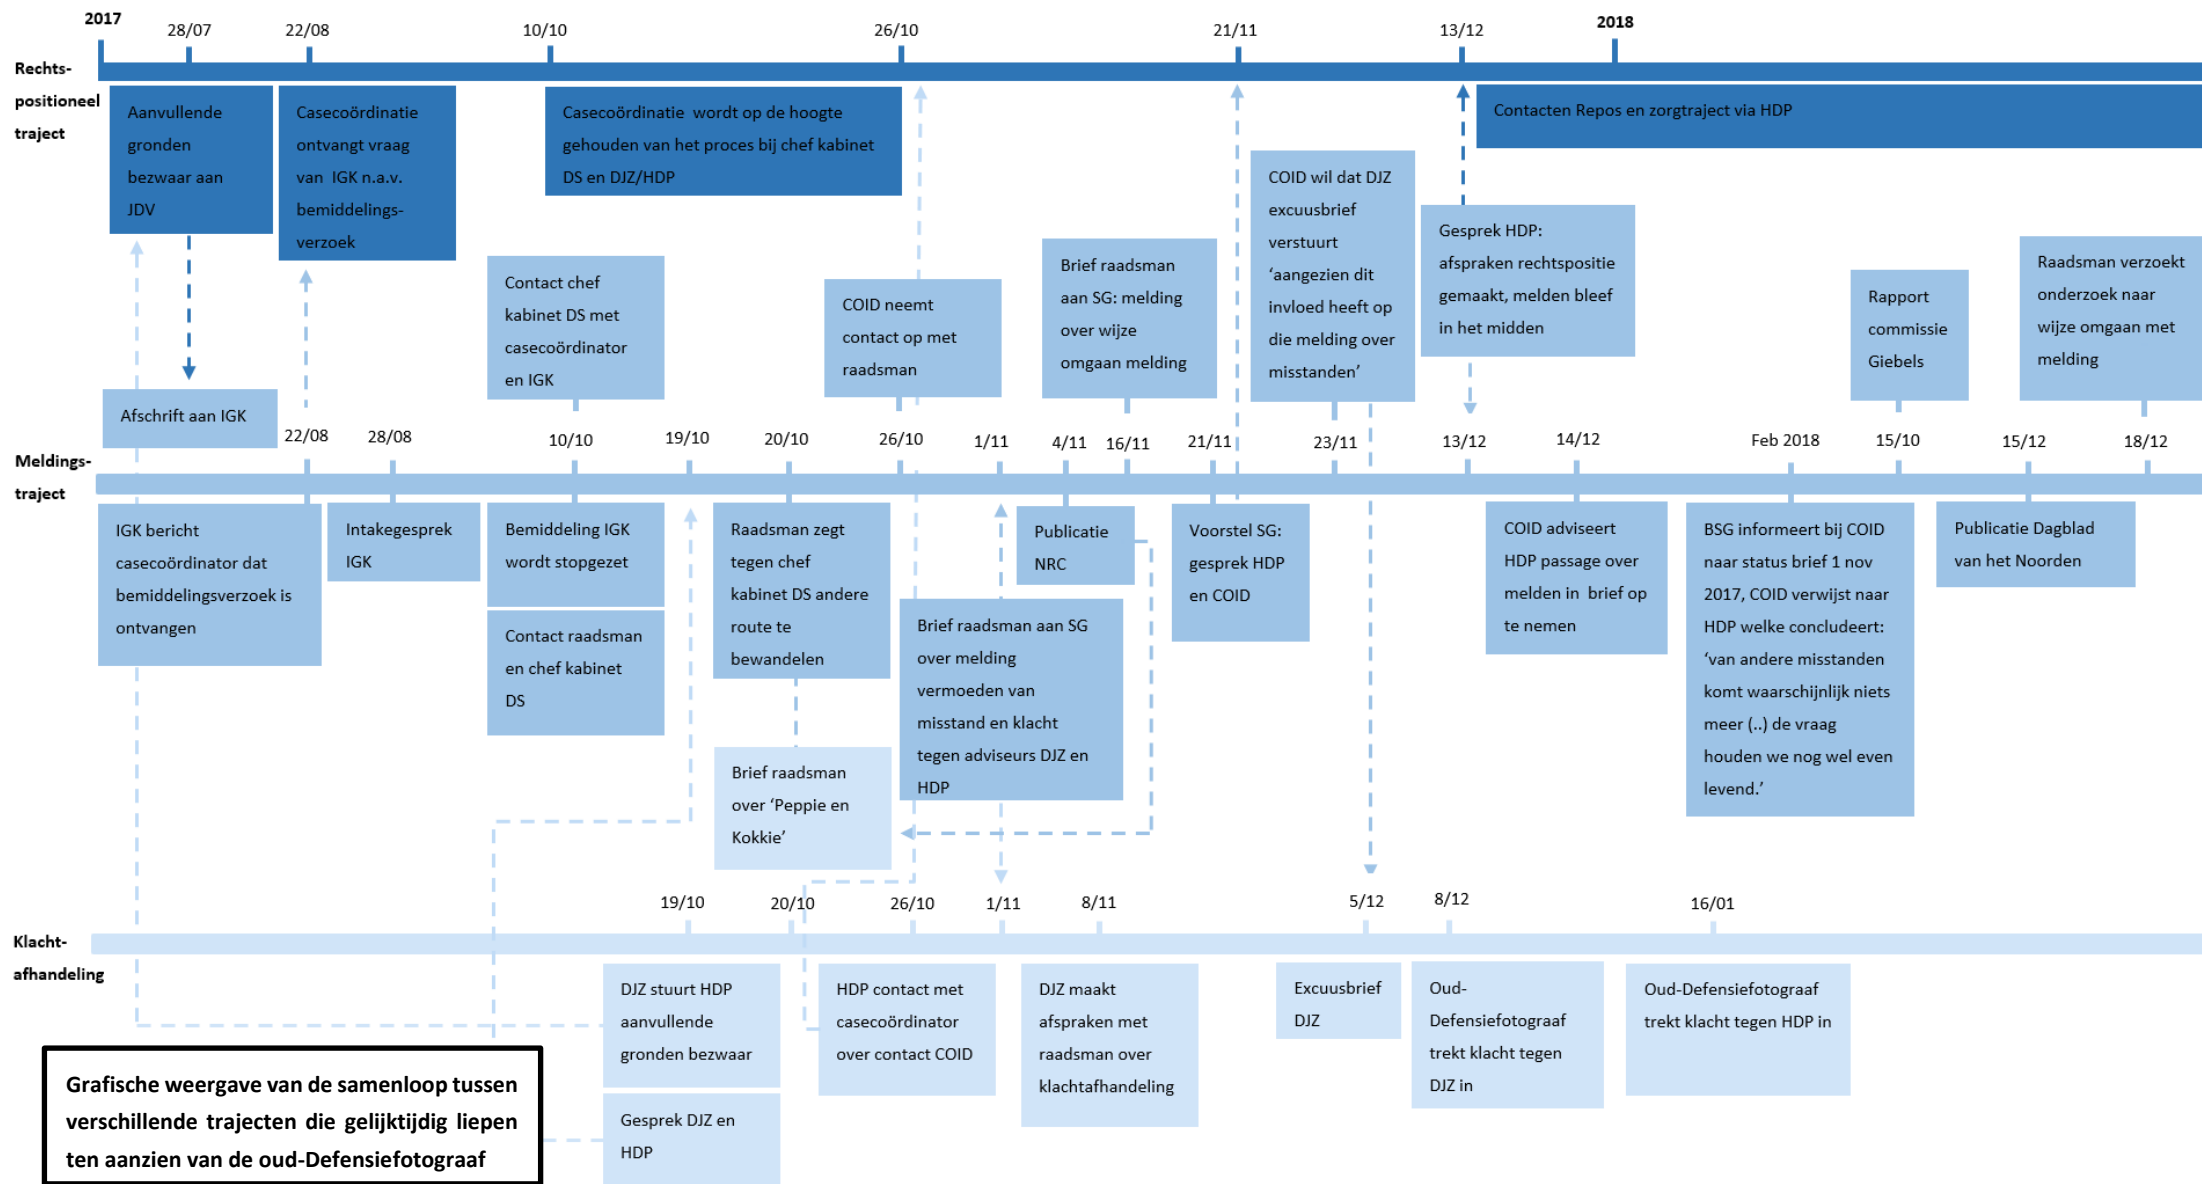 2017
28/07
22/08
10/10
26/10
21/11
13/12
2018
Rechts-
positioneel
traject
Aanvullende
gronden
bezwaar aan
JDV
Casecoördinatie
ontvangt vraag
van IGK n.a.v.
bemiddelings-
verzoek
Casecoördinatie wordt op de hoogte
gehouden van het proces bij chef kabinet
DS en DJZ/HDP
Contacten Repos en zorgtraject via HDP
Afschrift aan IGK
Contact chef
kabinet DS met
casecoördinator
en IGK
COID neemt
contact op met
raadsman
Brief raadsman
aan SG: melding
over wijze
omgaan melding
COID wil dat DJZ
excuusbrief
verstuurt
‘aangezien dit
invloed heeft op
die melding over
misstanden’
Gesprek HDP:
afspraken rechtspositie
gemaakt, melden bleef
in het midden
Rapport
commissie
Giebels
Raadsman verzoekt
onderzoek naar
wijze omgaan met
melding
22/08
28/08
10/10
19/10
20/10
26/10
1/11
4/11
16/11
21/11
23/11
13/12
14/12
Feb 2018
15/10
15/12
18/12
Meldings-
traject
IGK bericht
casecoördinator dat
bemiddelingsverzoek is
ontvangen
Intakegesprek
IGK
Bemiddeling IGK
wordt stopgezet
Contact raadsman
en chef kabinet
DS
Raadsman zegt
tegen chef
kabinet DS andere
route te
bewandelen
Brief raadsman
over ‘Peppie en
Kokkie’
Brief raadsman aan SG
over melding
vermoeden van
misstand en klacht
tegen adviseurs DJZ en
HDP
Publicatie
NRC
Voorstel SG:
gesprek HDP
en COID
COID adviseert
HDP passage over
melden in brief op
te nemen
BSG informeert bij COID
naar status brief 1 nov
2017, COID verwijst naar
HDP welke concludeert:
‘van andere misstanden
komt waarschijnlijk niets
meer (..) de vraag
houden we nog wel even
levend.’
Publicatie Dagblad
van het Noorden
19/10
20/10
26/10
1/11
8/11
5/12
8/12
16/01
Klacht-
afhandeling
DJZ stuurt HDP
aanvullende
gronden bezwaar
Gesprek DJZ en
HDP
HDP contact met
casecoördinator
over contact COID
DJZ maakt
afspraken met
raadsman over
klachtafhandeling
Excuusbrief
DJZ
Oud-
Defensiefotograaf
trekt klacht tegen
DJZ in
Oud-Defensiefotograaf
trekt klacht tegen HDP in
Grafische weergave van de samenloop tussen
verschillende trajecten die gelijktijdig liepen
ten aanzien van de oud-Defensiefotograaf